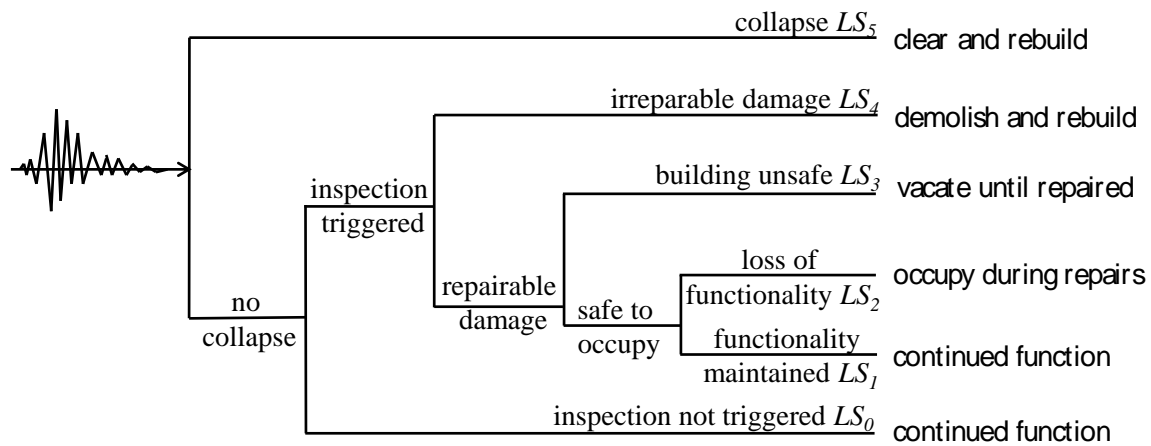 collapse LS5 clear and rebuild
irreparable damage LS4 demolish and rebuild
building unsafe LS3 vacate until repaired
inspection
triggered
loss of
functionality LS2
occupy during repairs
repairable
damage
no
collapse
safe to
occupy
functionality
maintained LS1
continued function
inspection not triggered LS0 continued function